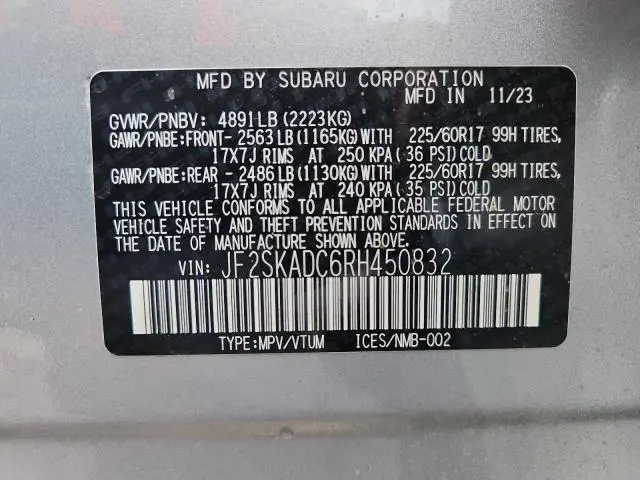 MFD BY SUBARU CORPORATION
MFD IN 11/23
GVWR/PNBV: 4891LB (2223KG)
GAWR/PNBE:FRONT- 2563LB (1165KG) WITH 225/60R17 99H TIRES,
17X7J RIMS AT 250 KPA (36 PSI) COLD
GAWR/PNBE:REAR - 2486LB (1130KG) WITH 225/60R17 99H TIRES,
17X7J RIMS AT 240 KPA (35 PSI) COLD
THIS VEHICLE CONFORMS TO ALL APPLICABLE FEDERAL MOTOR
VEHICLE SAFETY AND THEFT PREVENTION STANDARDS IN EFFECT ON
THE DATE OF MANUFACTURE SHOWN ABOVE.
VIN: JF2SKADC6RH450832
TYPE:MPV/VTUM ICES/NMB-002